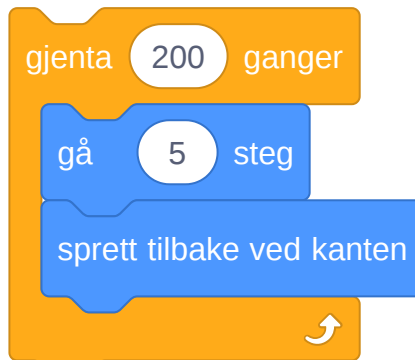 gjenta 200 ganger
gå 5 steg
sprett tilbake ved kanten